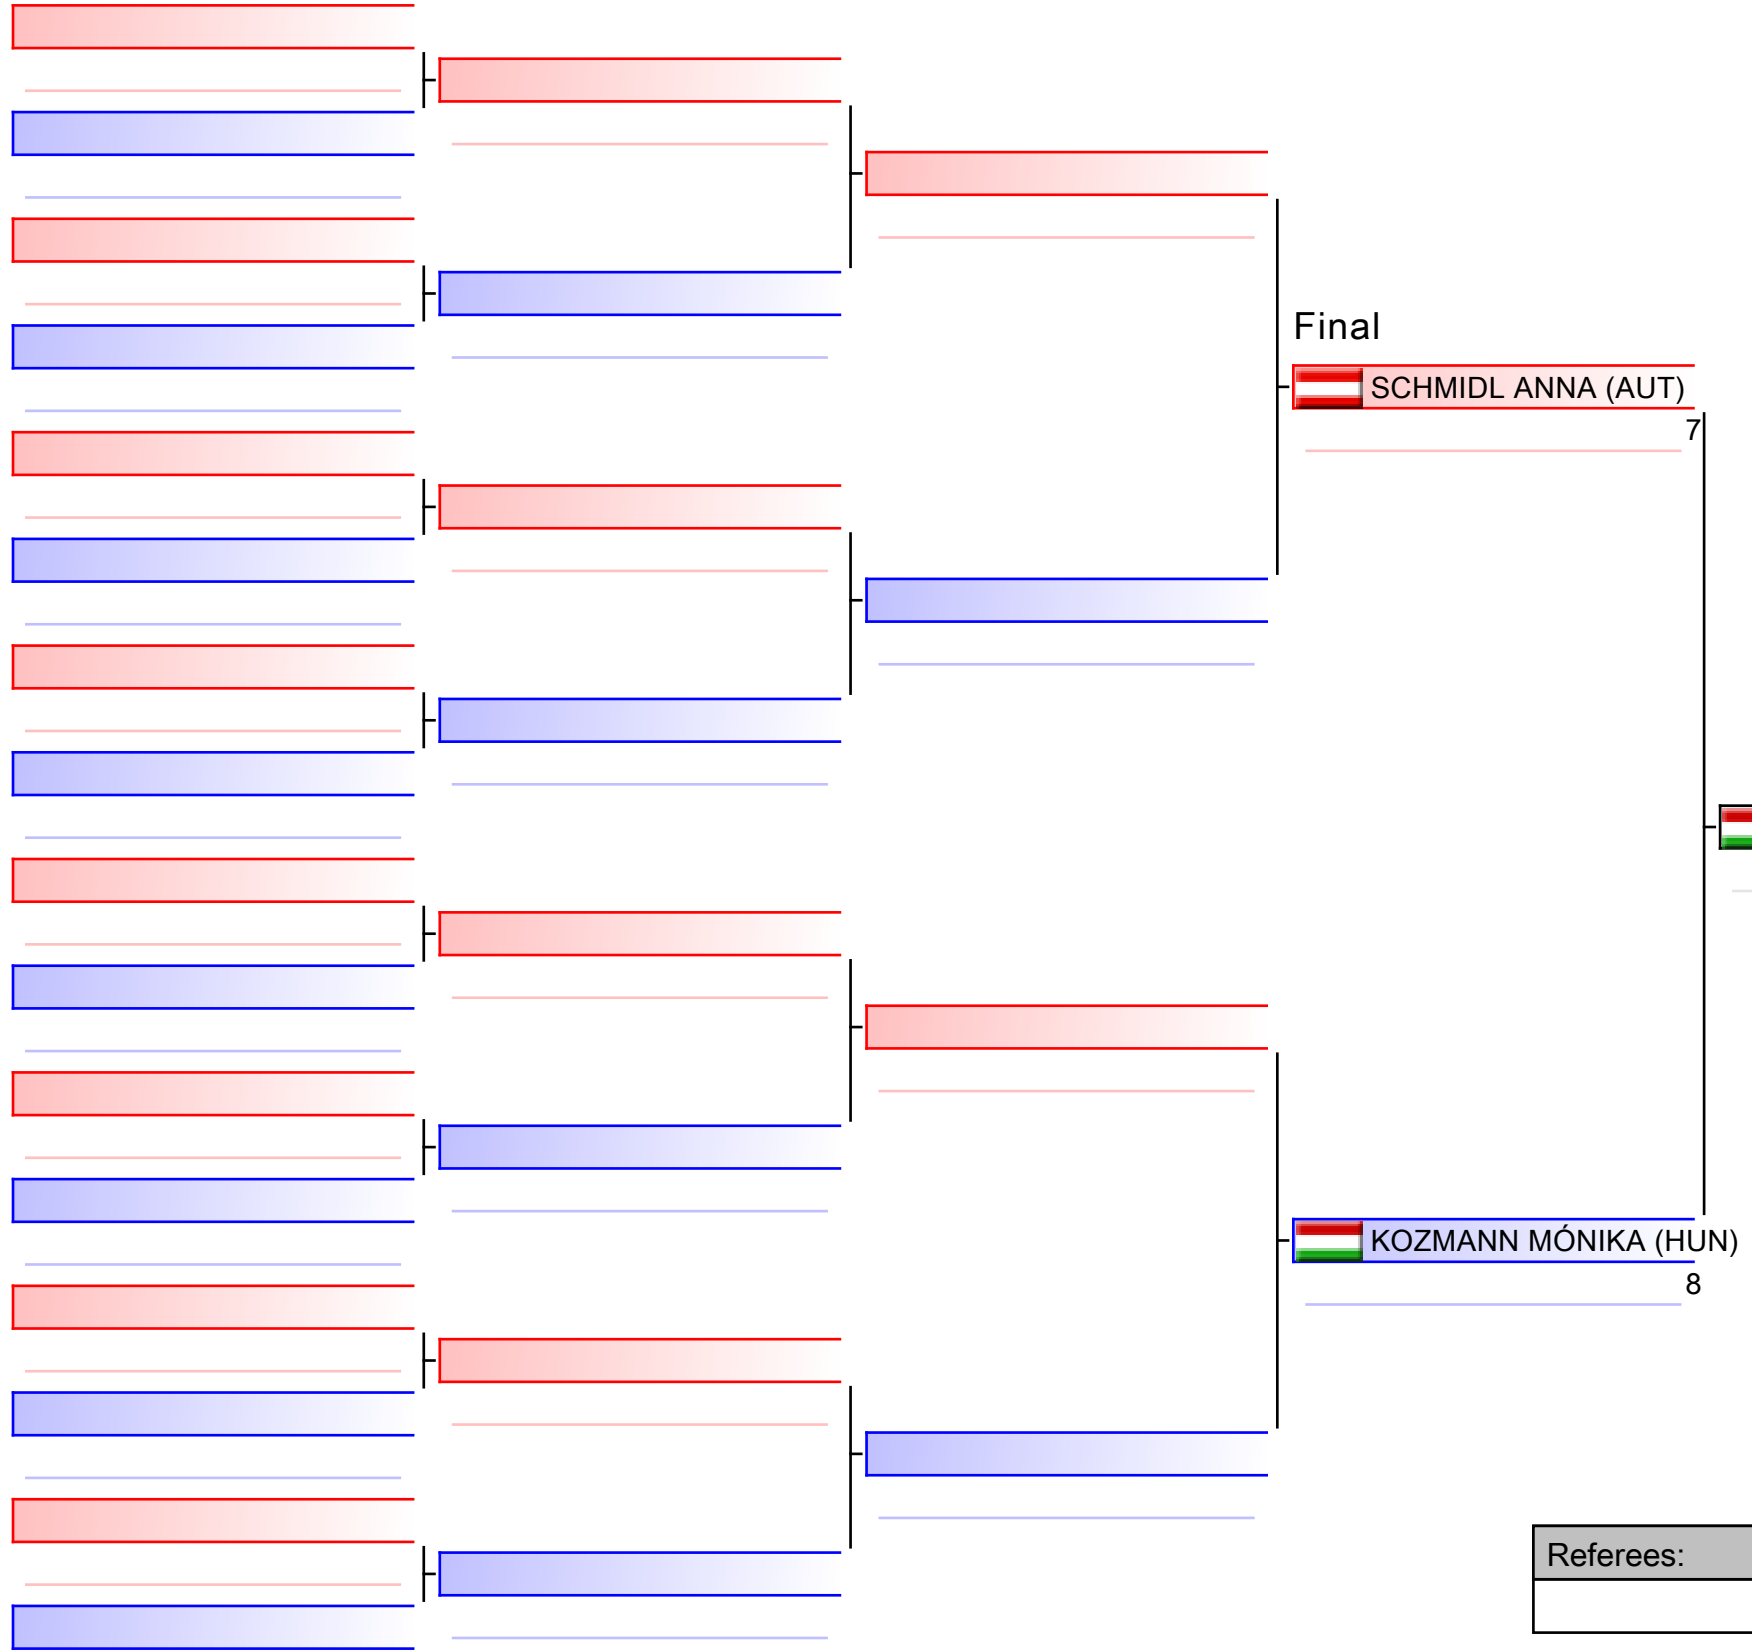 Final
SCHMIDL ANNA (AUT)
7
KOZMANN MÓNIKA (HUN)
8
Referees: